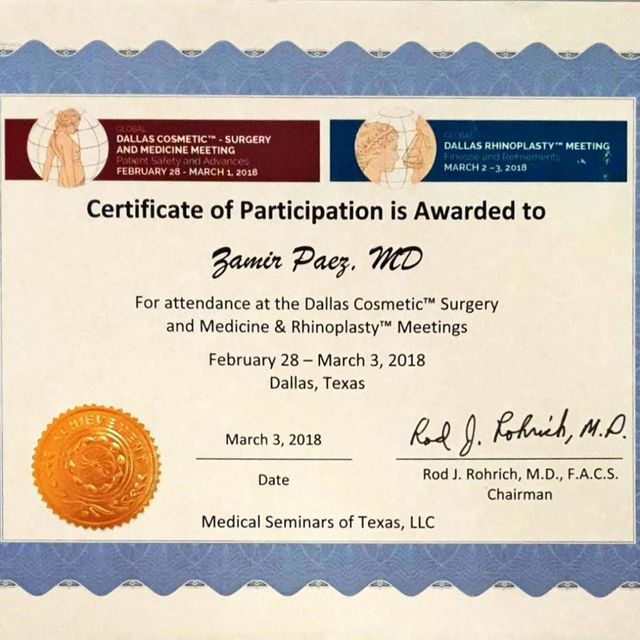 GLOBAL
DALLAS COSMETIC™ - SURGERY
AND MEDICINE MEETING
Patient Safety and Advances
FEBRUARY 28 - MARCH 1, 2018
GLOBAL
DALLAS RHINOPLASTY™ MEETING
Finesse and Refinements
MARCH 2 -3, 2018
Certificate of Participation is Awarded to
Zamir Paez, MD
For attendance at the Dallas Cosmetic™ Surgery
and Medicine & Rhinoplasty™ Meetings
February 28 – March 3, 2018
Dallas, Texas
March 3, 2018
Date
Rod J. Rohrich, M.D.
Rod J. Rohrich, M.D., F.A.C.S.
Chairman
ACHIEVEMENT
Medical Seminars of Texas, LLC